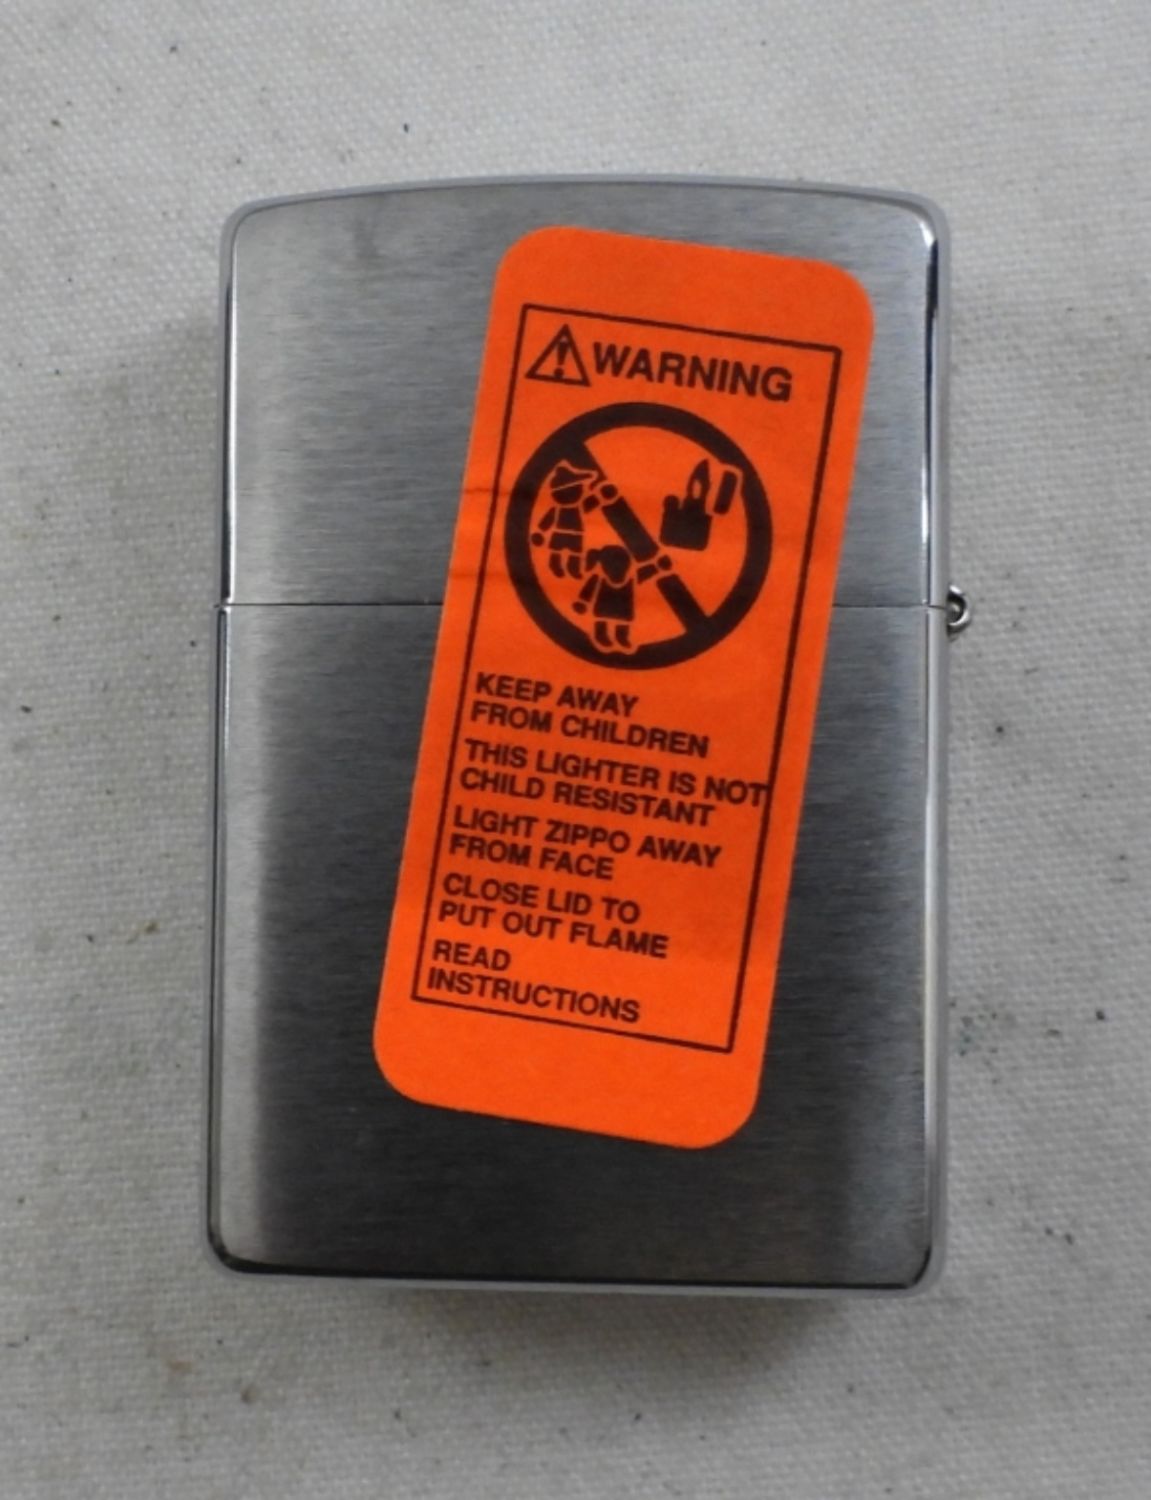 WARNING
KEEP AWAY
FROM CHILDREN
THIS LIGHTER IS NOT
CHILD RESISTANT
LIGHT ZIPPO AWAY
FROM FACE
CLOSE LID TO
PUT OUT FLAME
READ
INSTRUCTIONS